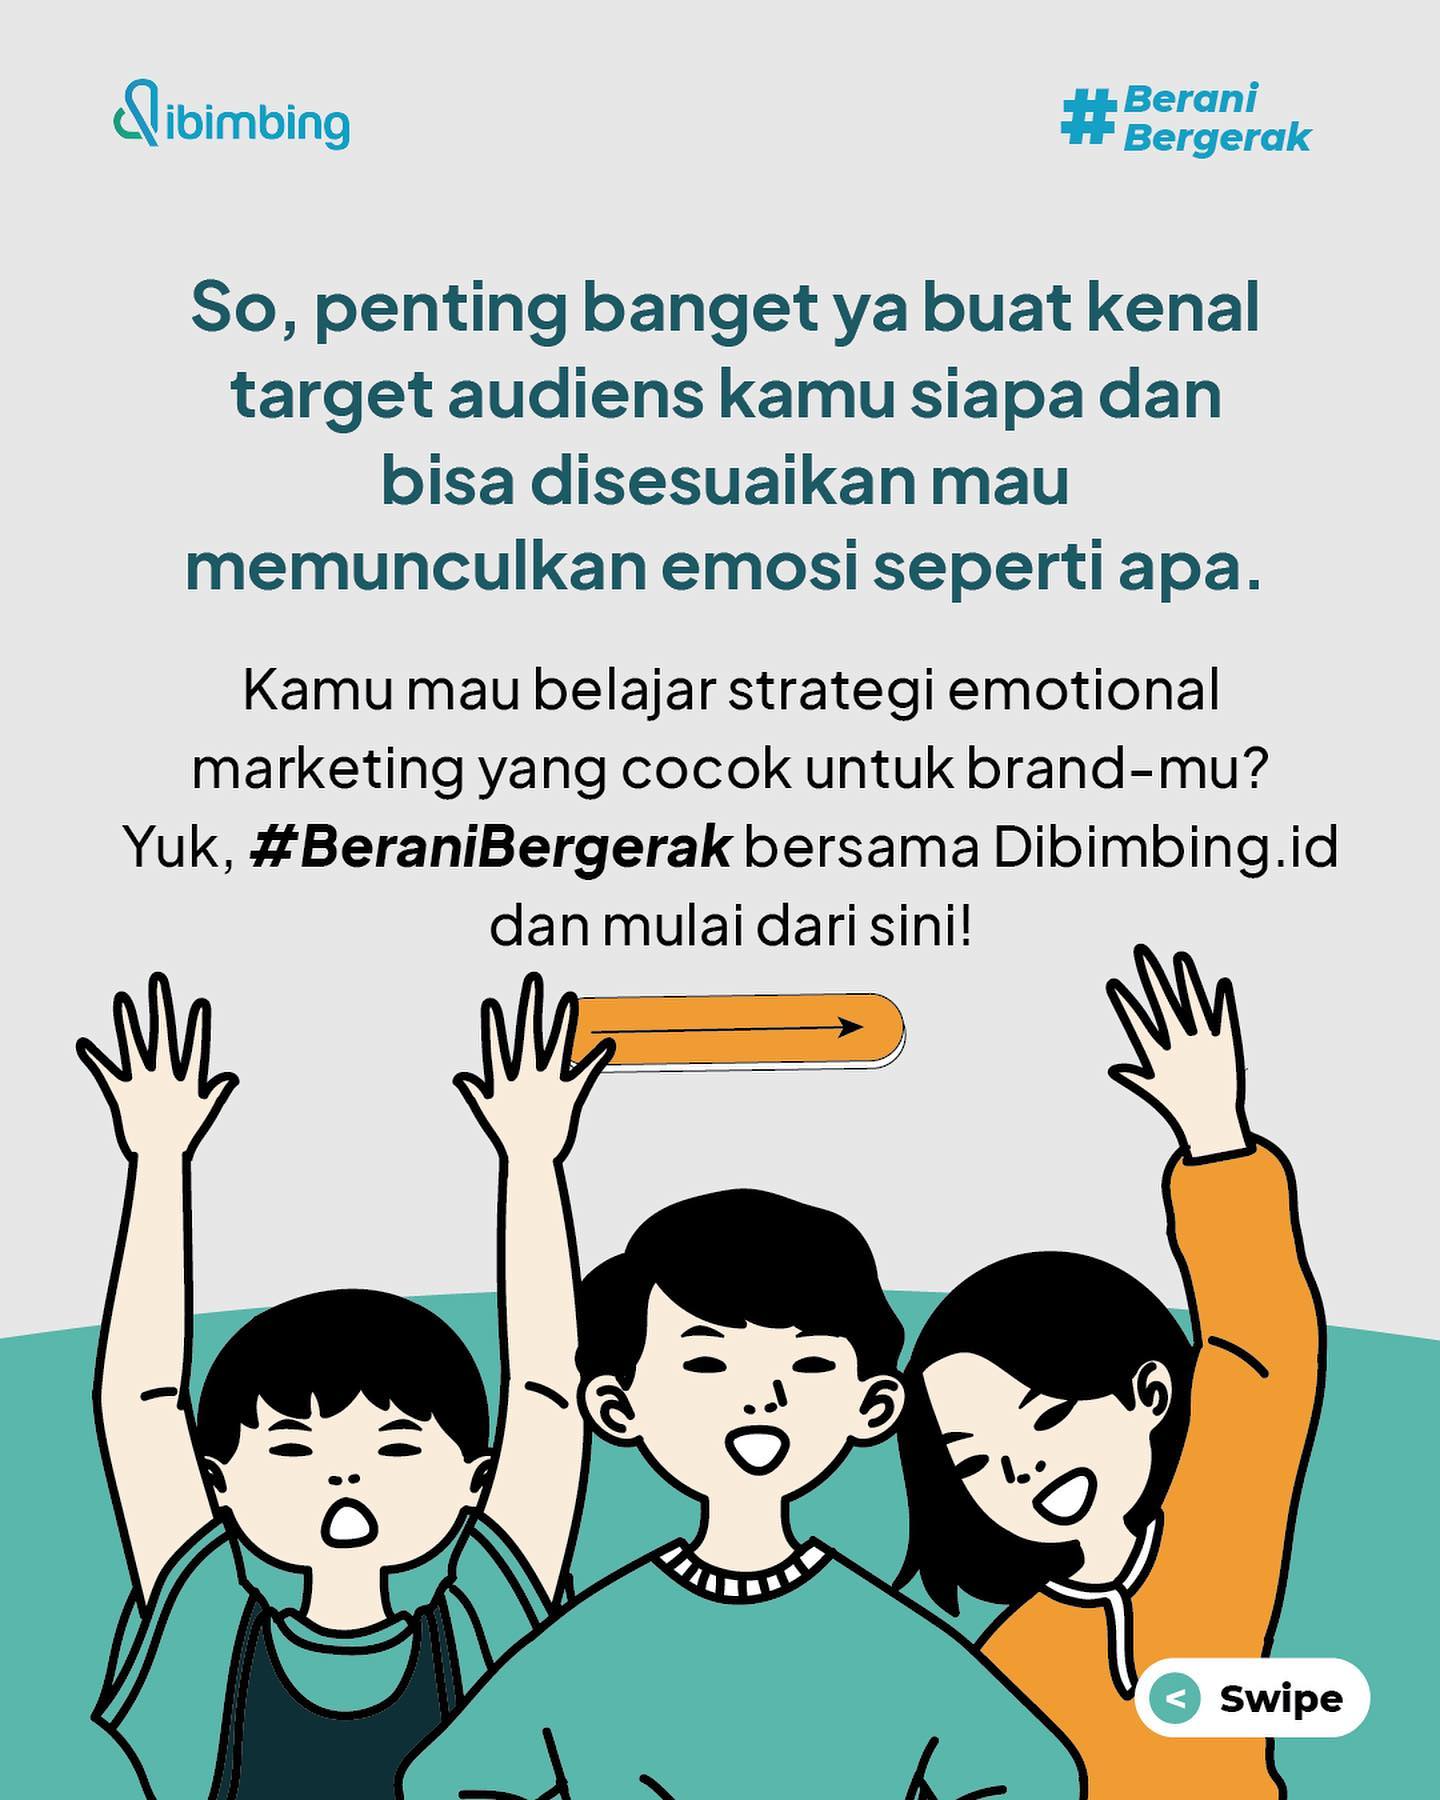 Dibimbing
#Berani
Bergerak
So, penting banget ya buat kenal
target audiens kamu siapa dan
bisa disesuaikan mau
memunculkan emosi seperti apa.
Kamu mau belajar strategi emotional
marketing yang cocok untuk brand-mu?
Yuk, #BeraniBergerak bersama Dibimbing.id
dan mulai dari sini!
< Swipe